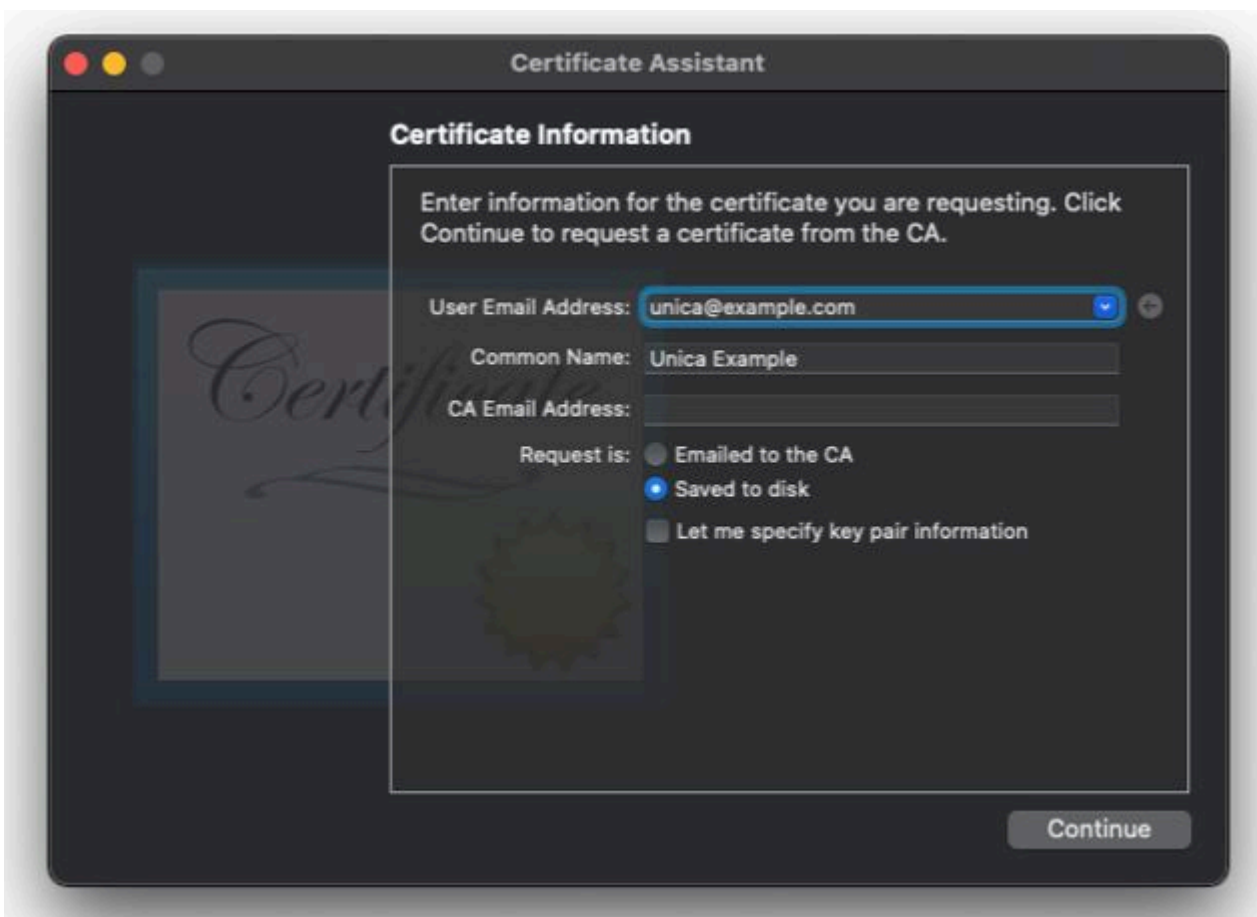 Certificate Assistant
Certificate Information
Enter information for the certificate you are requesting. Click
Continue to request a certificate from the CA.
User Email Address: unica@example.com
Common Name: Unica Example
CA Email Address:
Request is: Emailed to the CA
Saved to disk
Let me specify key pair information
Certificate
Continue